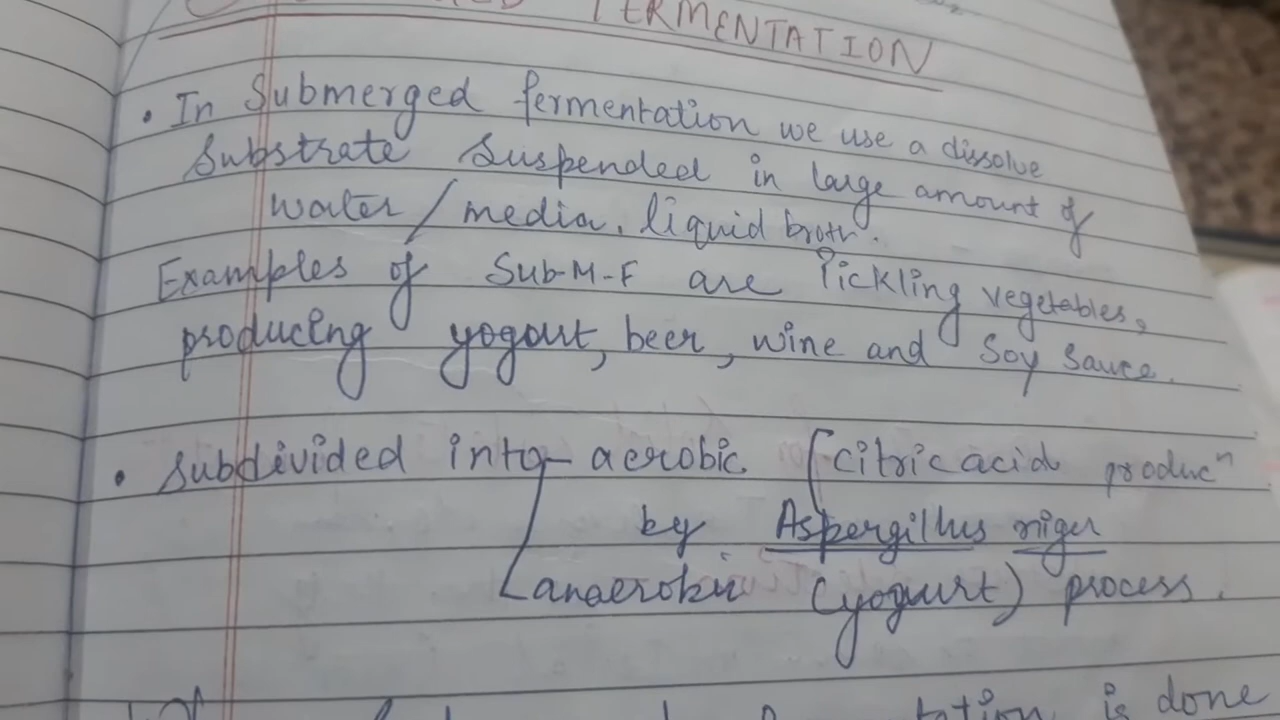 FERMENTATION
• In Submerged fermentation we use a dissolve
substrate suspended in large amount of
water / media, liquid broth.
Examples of Sub-M-F are Pickling vegetables,
producing yogurt, beer, wine and Soy Sauce.
• Subdivided into aerobic (citric acid producⁿ
by Aspergillus niger
anaerobic (yogurt) process.
is done